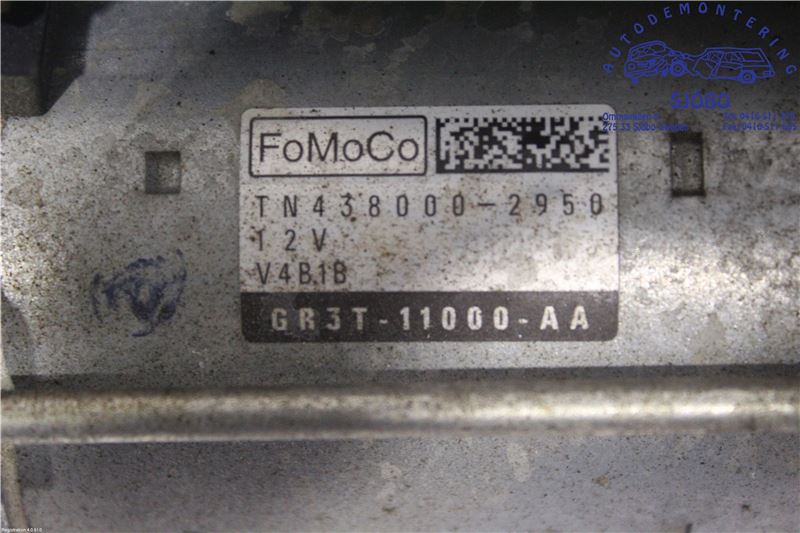 AUTODEMONTERING
SJÖBO
FoMoCo
TN438000-2950
12V
V4B1B
GR3T-11000-AA